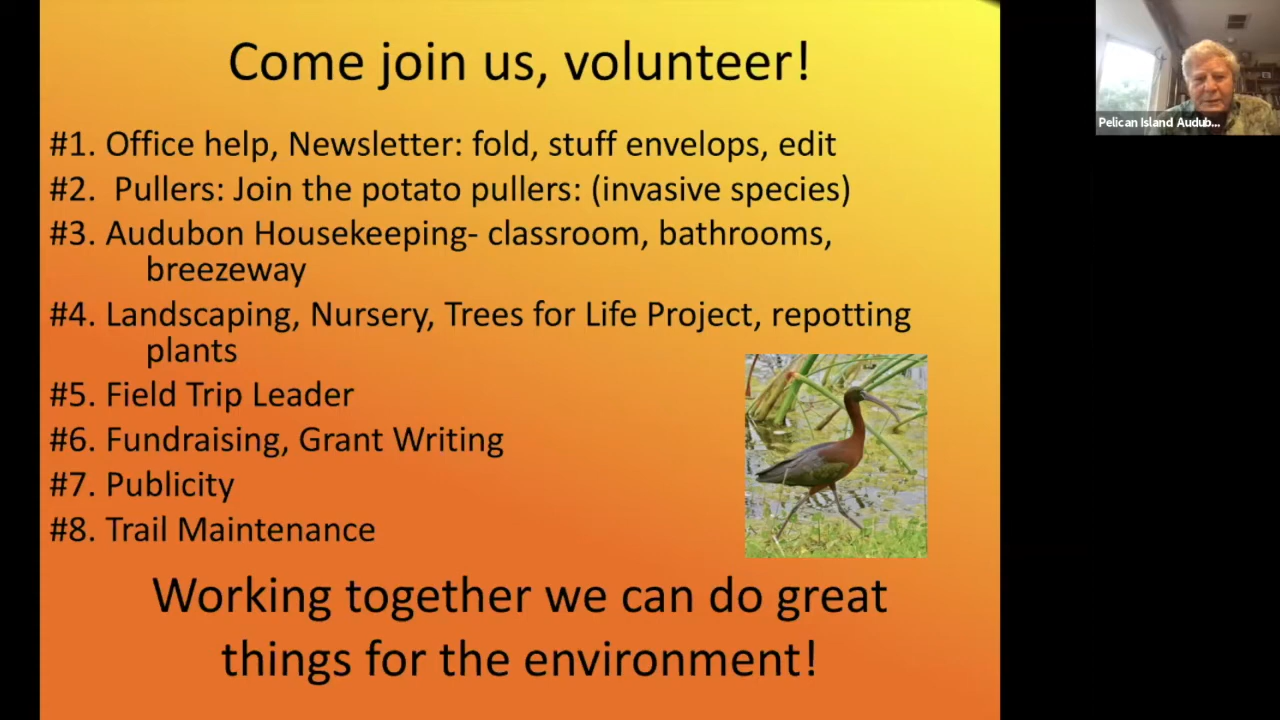 Come join us, volunteer!
#1. Office help, Newsletter: fold, stuff envelops, edit
#2. Pullers: Join the potato pullers: (invasive species)
#3. Audubon Housekeeping- classroom, bathrooms,
breezeway
#4. Landscaping, Nursery, Trees for Life Project, repotting
plants
#5. Field Trip Leader
#6. Fundraising, Grant Writing
#7. Publicity
#8. Trail Maintenance
Working together we can do great
things for the environment!
Pelican Island Audub...